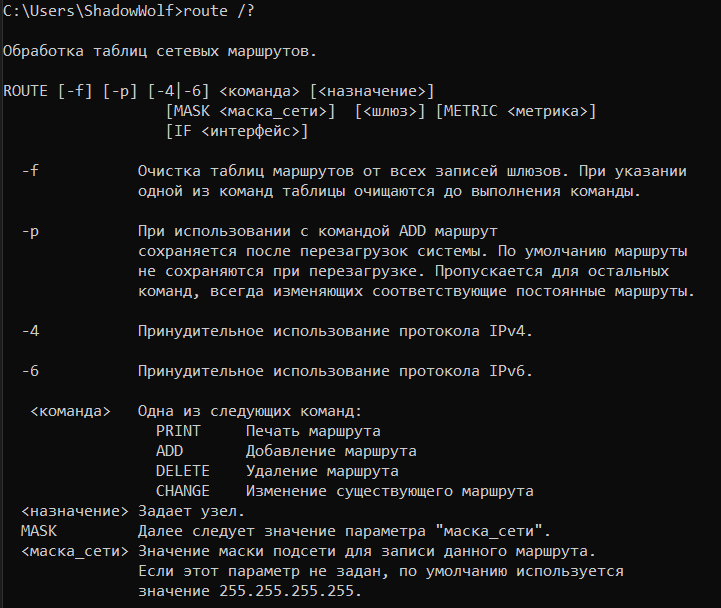 C:\Users\ShadowWolf>route /?
Обработка таблиц сетевых маршрутов.
ROUTE [-f] [-p] [-4|-6] <команда> [<назначение>]
[MASK <маска_сети>]  [<шлюз>] [METRIC <метрика>]
[IF <интерфейс>]
-f Очистка таблиц маршрутов от всех записей шлюзов. При указании
одной из команд таблицы очищаются до выполнения команды.
-p При использовании с командой ADD маршрут
сохраняется после перезагрузок системы. По умолчанию маршруты
не сохраняются при перезагрузке. Пропускается для остальных
команд, всегда изменяющих соответствующие постоянные маршруты.
-4 Принудительное использование протокола IPv4.
-6 Принудительное использование протокола IPv6.
<команда> Одна из следующих команд:
PRINT Печать маршрута
ADD Добавление маршрута
DELETE Удаление маршрута
CHANGE Изменение существующего маршрута
<назначение> Задает узел.
MASK Далее следует значение параметра "маска_сети".
<маска_сети> Значение маски подсети для записи данного маршрута.
Если этот параметр не задан, по умолчанию используется
значение 255.255.255.255.